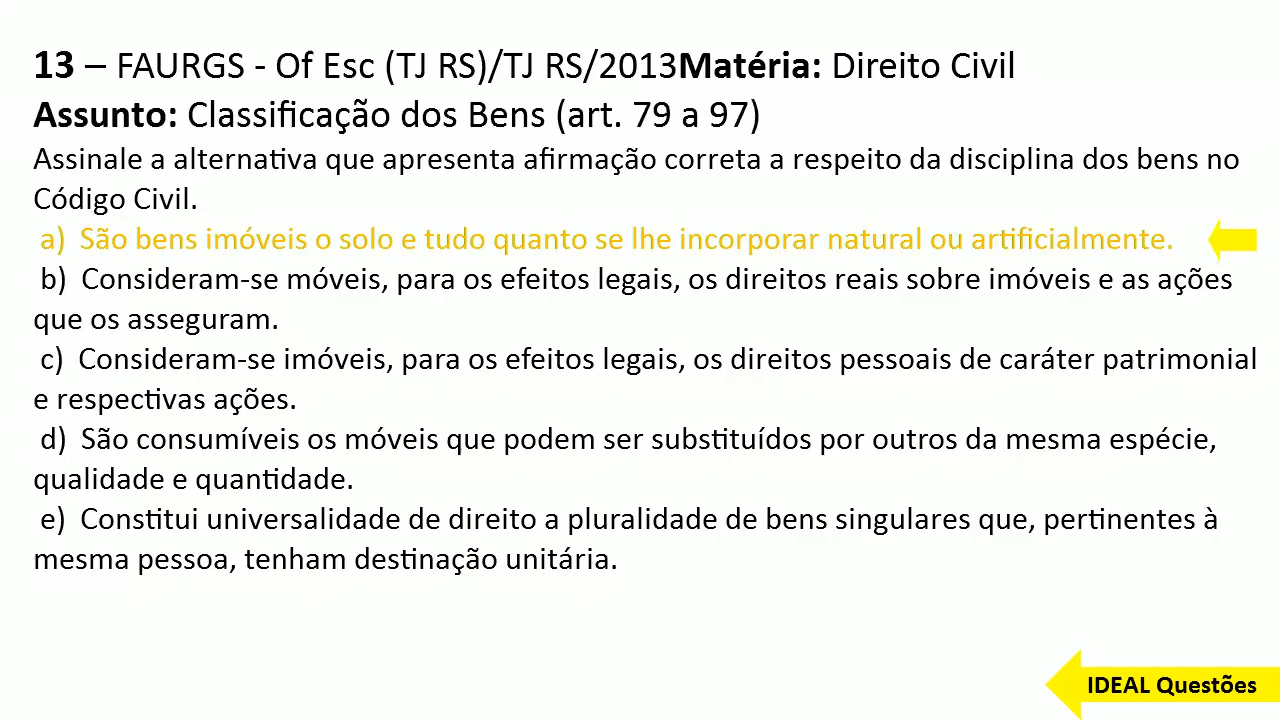 13 – FAURGS - Of Esc (TJ RS)/TJ RS/2013Matéria: Direito Civil
Assunto: Classificação dos Bens (art. 79 a 97)
Assinale a alternativa que apresenta afirmação correta a respeito da disciplina dos bens no
Código Civil.
a) São bens imóveis o solo e tudo quanto se lhe incorporar natural ou artificialmente.
b) Consideram-se móveis, para os efeitos legais, os direitos reais sobre imóveis e as ações
que os asseguram.
c) Consideram-se imóveis, para os efeitos legais, os direitos pessoais de caráter patrimonial
e respectivas ações.
d) São consumíveis os móveis que podem ser substituídos por outros da mesma espécie,
qualidade e quantidade.
e) Constitui universalidade de direito a pluralidade de bens singulares que, pertinentes à
mesma pessoa, tenham destinação unitária.
IDEAL Questões